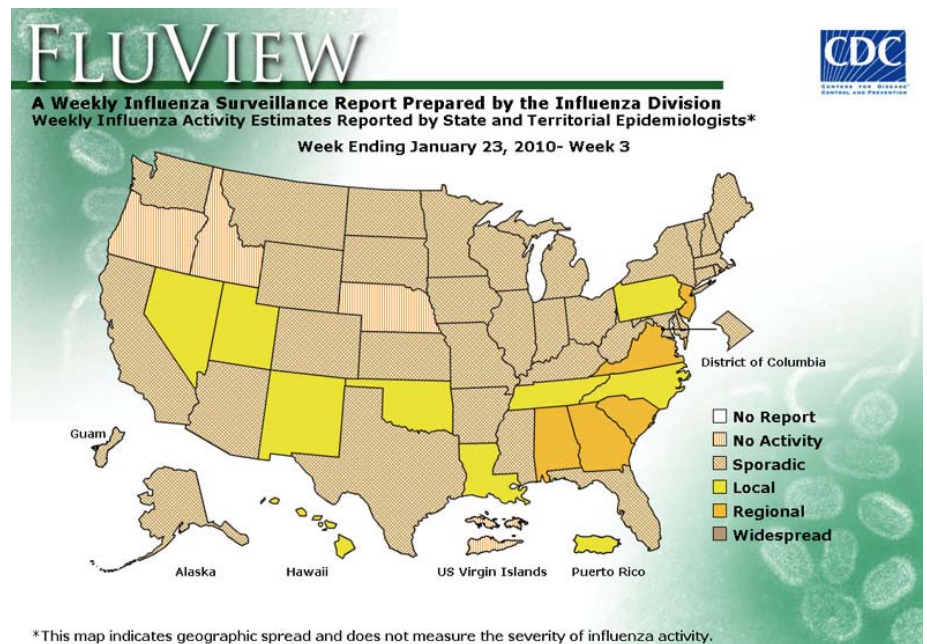 FLUVIEW
CDC
CENTERS FOR DISEASE
CONTROL AND PREVENTION
A Weekly Influenza Surveillance Report Prepared by the Influenza Division
Weekly Influenza Activity Estimates Reported by State and Territorial Epidemiologists*
Week Ending January 23, 2010- Week 3
District of Columbia
No Report
No Activity
Sporadic
Local
Regional
Widespread
Guam
Alaska
Hawaii
US Virgin Islands
Puerto Rico
*This map indicates geographic spread and does not measure the severity of influenza activity.